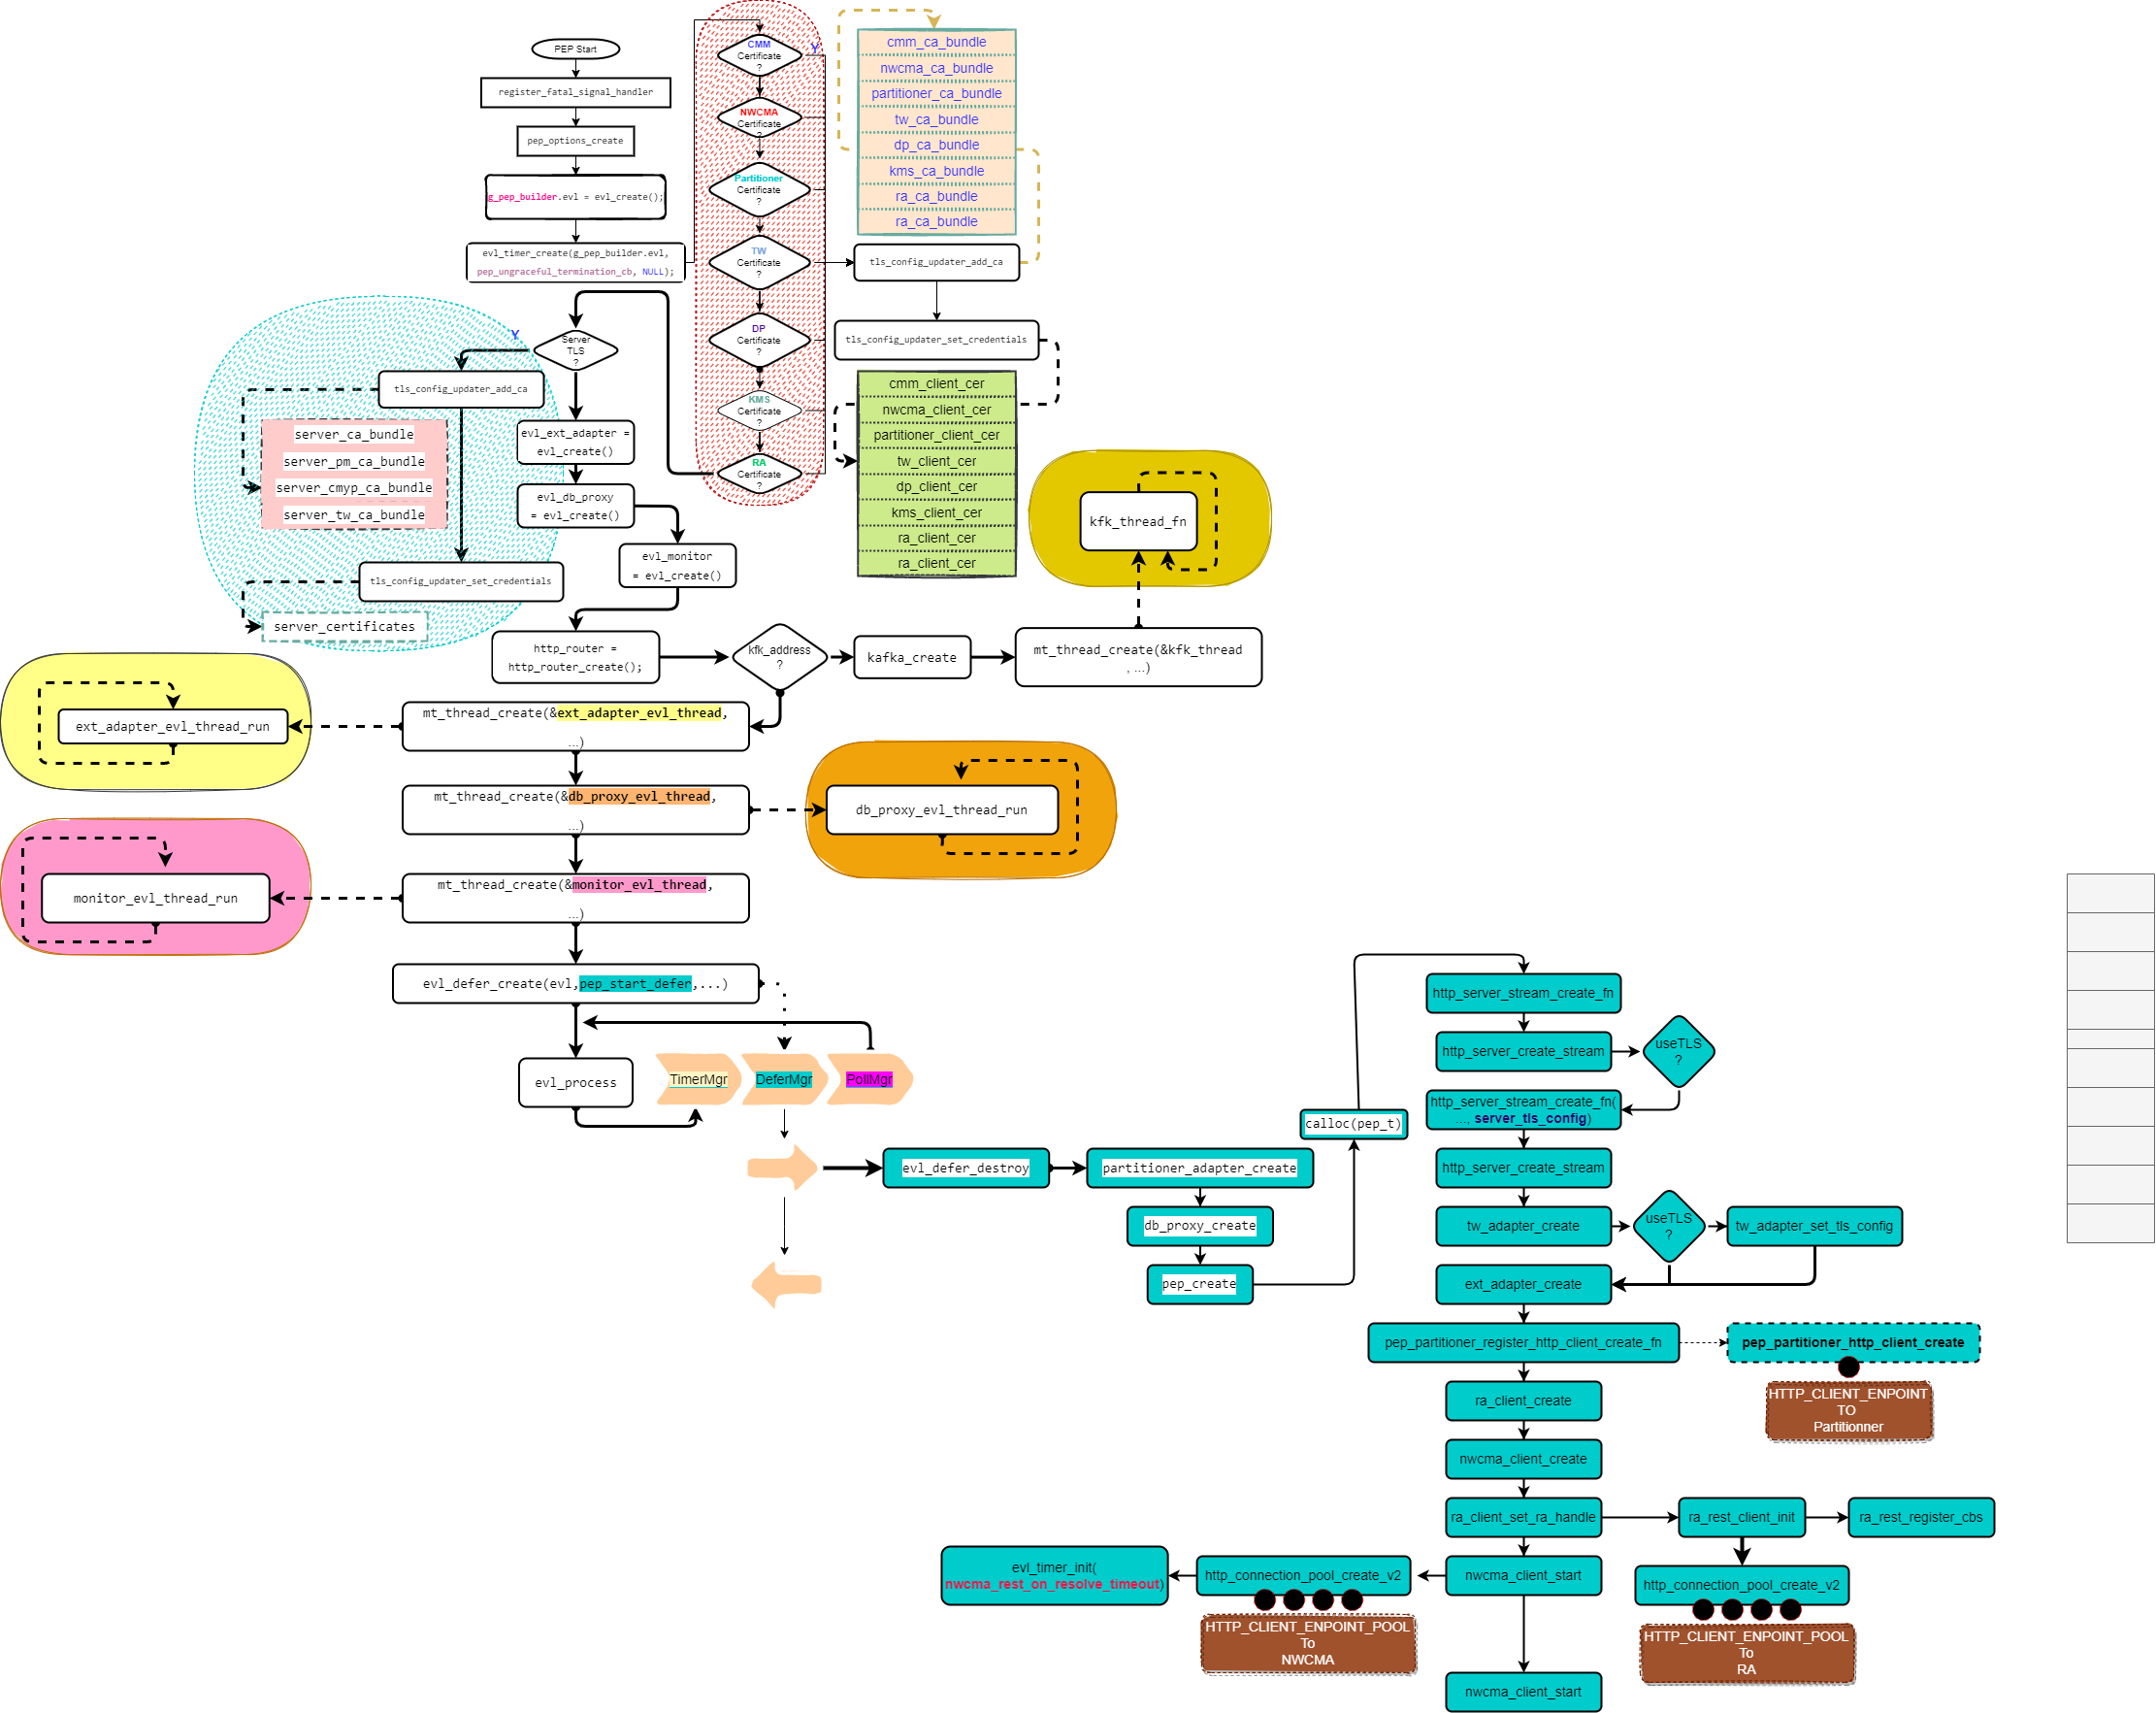 PEP Start
register_fatal_signal_handler
pep_options_create
g_pep_builder.evl = evl_create();
evl_timer_create(g_pep_builder.evl,
pep_ungraceful_termination_cb, NULL);
CMM
Certificate
?
Y
NWCMA
Certificate
?
Partitioner
Certificate
?
TW
Certificate
?
DP
Certificate
?
KMS
Certificate
?
RA
Certificate
?
cmm_ca_bundle
nwcma_ca_bundle
partitioner_ca_bundle
tw_ca_bundle
dp_ca_bundle
kms_ca_bundle
ra_ca_bundle
ra_ca_bundle
tls_config_updater_add_ca
tls_config_updater_set_credentials
cmm_client_cer
nwcma_client_cer
partitioner_client_cer
tw_client_cer
dp_client_cer
kms_client_cer
ra_client_cer
ra_client_cer
Server
TLS
?
Y
tls_config_updater_add_ca
server_ca_bundle
server_pm_ca_bundle
server_cmyp_ca_bundle
server_tw_ca_bundle
tls_config_updater_set_credentials
server_certificates
evl_ext_adapter =
evl_create()
evl_db_proxy
= evl_create()
evl_monitor
= evl_create()
http_router =
http_router_create();
kfk_address
?
kafka_create
mt_thread_create(&kfk_thread
, ...)
kfk_thread_fn
mt_thread_create(&ext_adapter_evl_thread,
...)
ext_adapter_evl_thread_run
mt_thread_create(&db_proxy_evl_thread,
...)
db_proxy_evl_thread_run
mt_thread_create(&monitor_evl_thread,
...)
monitor_evl_thread_run
evl_defer_create(evl,pep_start_defer,...)
evl_process
TimerMgr
DeferMgr
PollMgr
evl_defer_destroy
partitioner_adapter_create
db_proxy_create
pep_create
calloc(pep_t)
http_server_stream_create_fn
http_server_create_stream
useTLS
?
http_server_stream_create_fn(
..., server_tls_config)
http_server_create_stream
tw_adapter_create
useTLS
?
tw_adapter_set_tls_config
ext_adapter_create
pep_partitioner_register_http_client_create_fn
pep_partitioner_http_client_create
HTTP_CLIENT_ENPOINT
TO
Partitionner
ra_client_create
nwcma_client_create
ra_client_set_ra_handle
ra_rest_client_init
ra_rest_register_cbs
evl_timer_init(
nwcma_rest_on_resolve_timeout)
http_connection_pool_create_v2
nwcma_client_start
http_connection_pool_create_v2
HTTP_CLIENT_ENPOINT_POOL
To
NWCMA
HTTP_CLIENT_ENPOINT_POOL
To
RA
nwcma_client_start